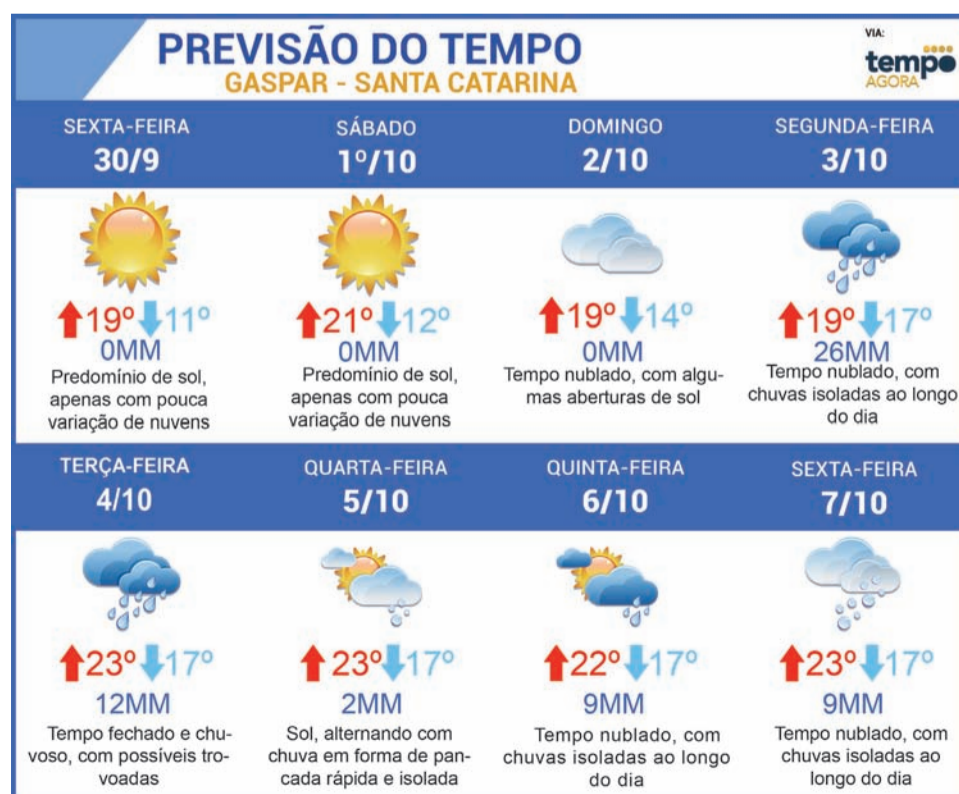 PREVISÃO DO TEMPO
GASPAR - SANTA CATARINA
VIA:
tempo
AGORA
SEXTA-FEIRA
30/9
SÁBADO
1º/10
DOMINGO
2/10
SEGUNDA-FEIRA
3/10
19º 11º
0MM
Predomínio de sol,
apenas com pouca
variação de nuvens
21º 12º
0MM
Predomínio de sol,
apenas com pouca
variação de nuvens
19º 14º
0MM
Tempo nublado, com algu-
mas aberturas de sol
19º 17º
26MM
Tempo nublado, com
chuvas isoladas ao longo
do dia
TERÇA-FEIRA
4/10
QUARTA-FEIRA
5/10
QUINTA-FEIRA
6/10
SEXTA-FEIRA
7/10
23º 17º
12MM
Tempo fechado e chu-
voso, com possíveis tro-
voadas
23º 17º
2MM
Sol, alternando com
chuva em forma de pan-
cada rápida e isolada
22º 17º
9MM
Tempo nublado, com
chuvas isoladas ao longo
do dia
23º 17º
9MM
Tempo nublado, com
chuvas isoladas ao
longo do dia